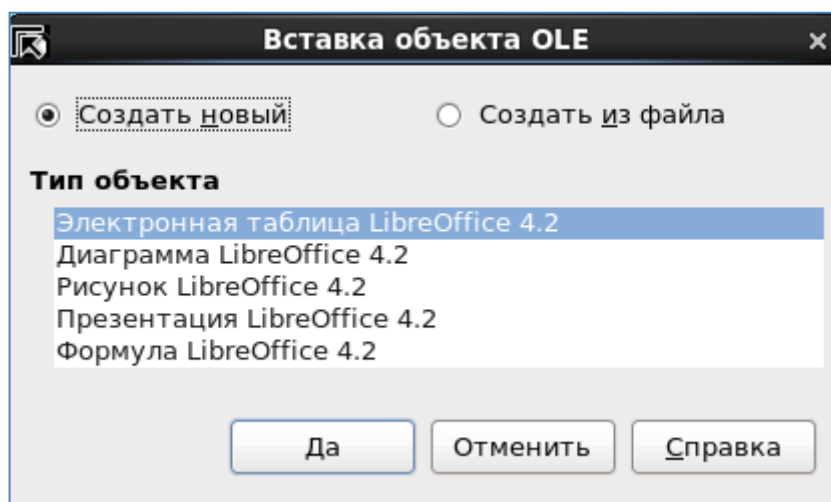 Вставка объекта OLE
Создать новый Создать из файла
Тип объекта
Электронная таблица LibreOffice 4.2
Диаграмма LibreOffice 4.2
Рисунок LibreOffice 4.2
Презентация LibreOffice 4.2
Формула LibreOffice 4.2
Да Отменить Справка